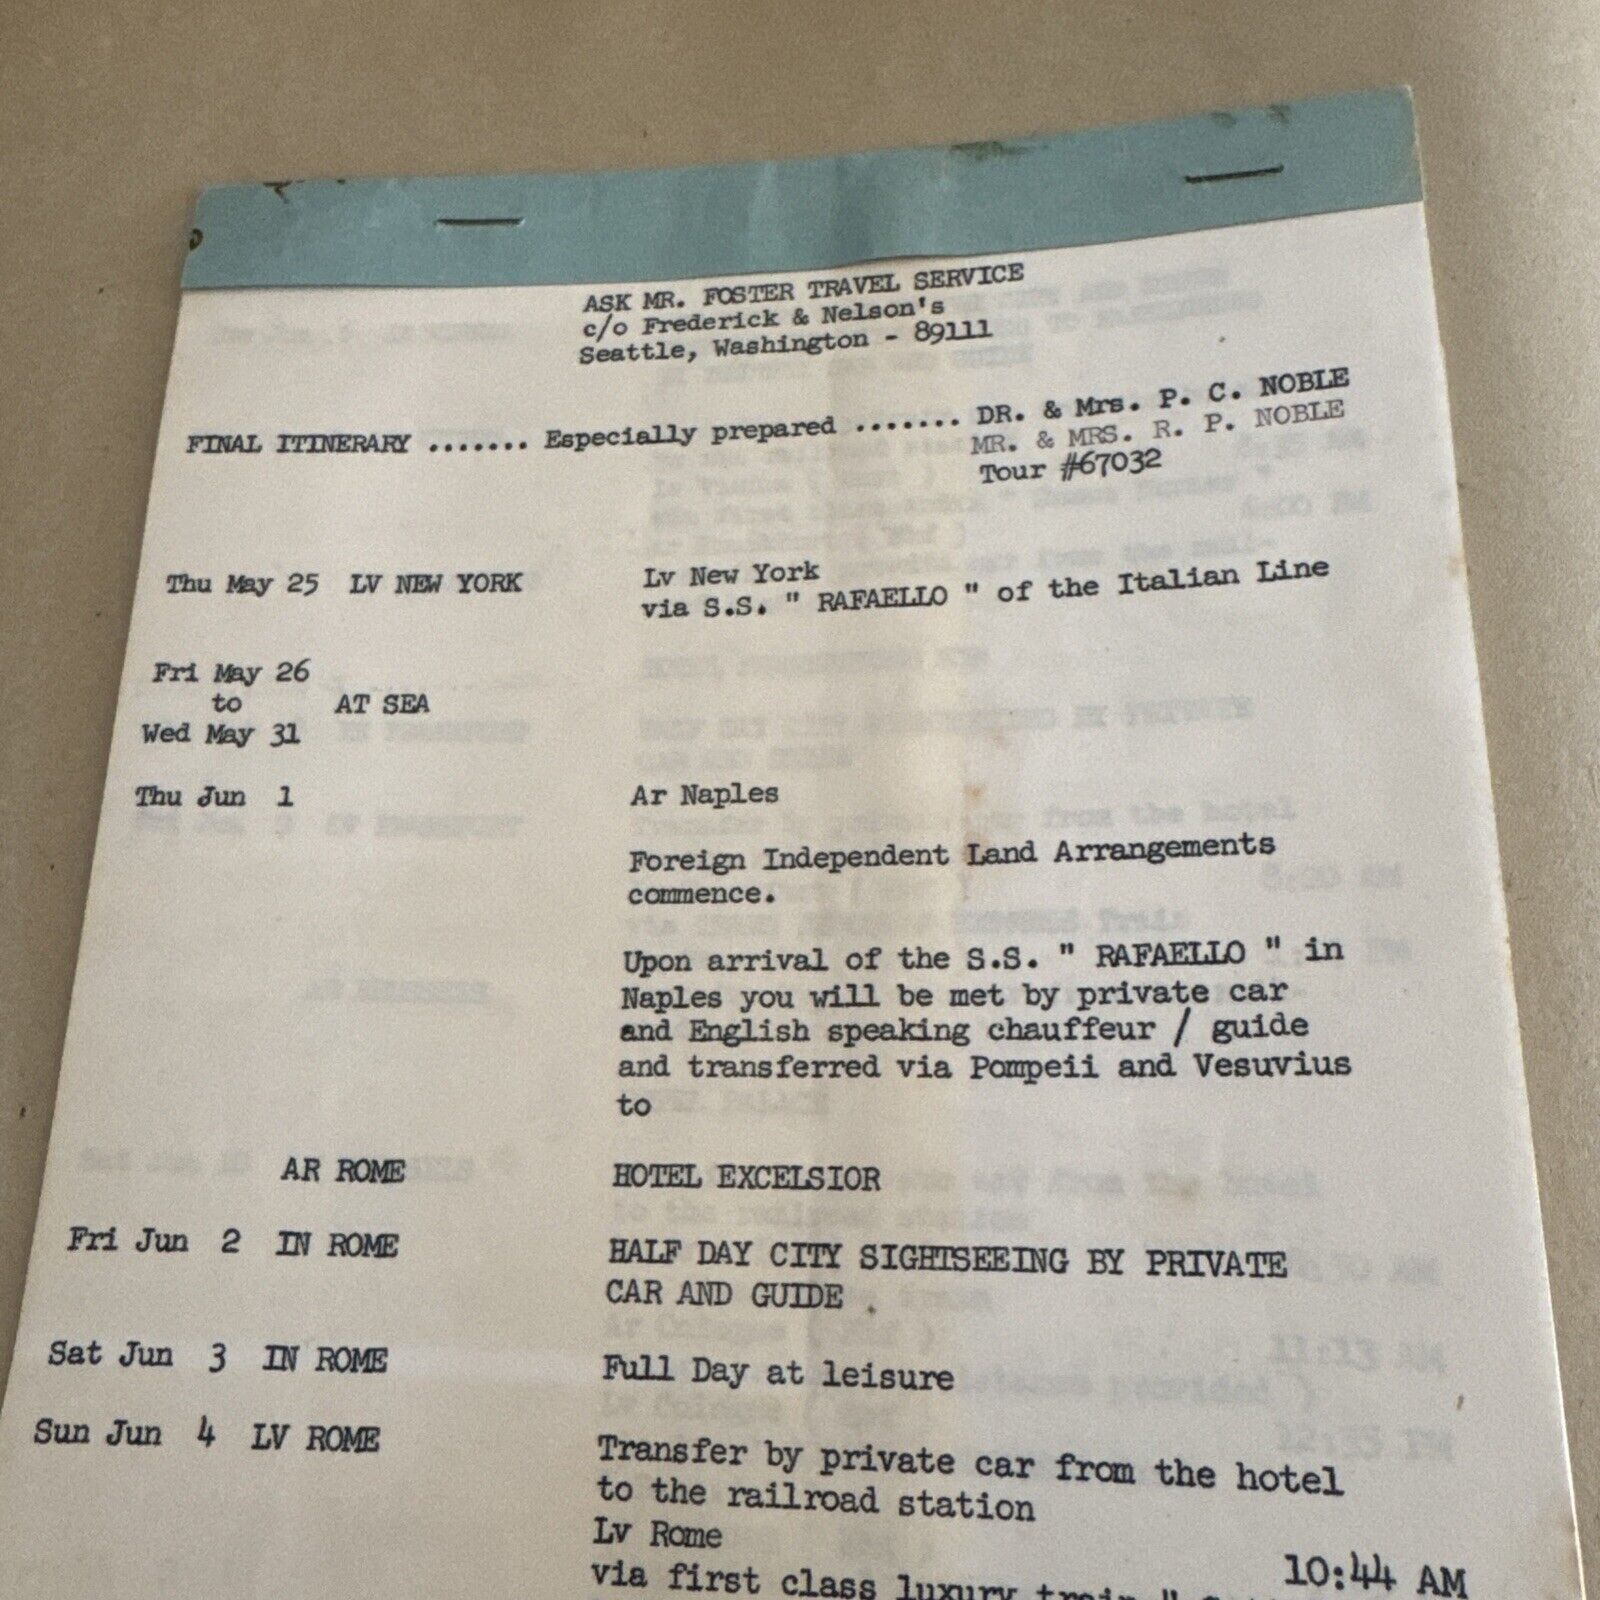 ASK MR. FOSTER TRAVEL SERVICE
c/o Frederick & Nelson's
Seattle, Washington - 89111
FINAL ITINERARY ....... Especially prepared ....... DR. & Mrs. P. C. NOBLE
MR. & MRS. R. P. NOBLE
Tour #67032
Thu May 25 LV NEW YORK Lv New York
via S.S. " RAFAELLO " of the Italian Line
Fri May 26
to AT SEA
Wed May 31
Thu Jun 1 Ar Naples
Foreign Independent Land Arrangements
commence.
Upon arrival of the S.S. " RAFAELLO " in
Naples you will be met by private car
and English speaking chauffeur / guide
and transferred via Pompeii and Vesuvius
to
AR ROME HOTEL EXCELSIOR
Fri Jun 2 IN ROME HALF DAY CITY SIGHTSEEING BY PRIVATE
CAR AND GUIDE .
Sat Jun 3 IN ROME Full Day at leisure
Sun Jun 4 LV ROME Transfer by private car from the hotel
to the railroad station
Lv Rome 10:44 AM
via first class luxury train "